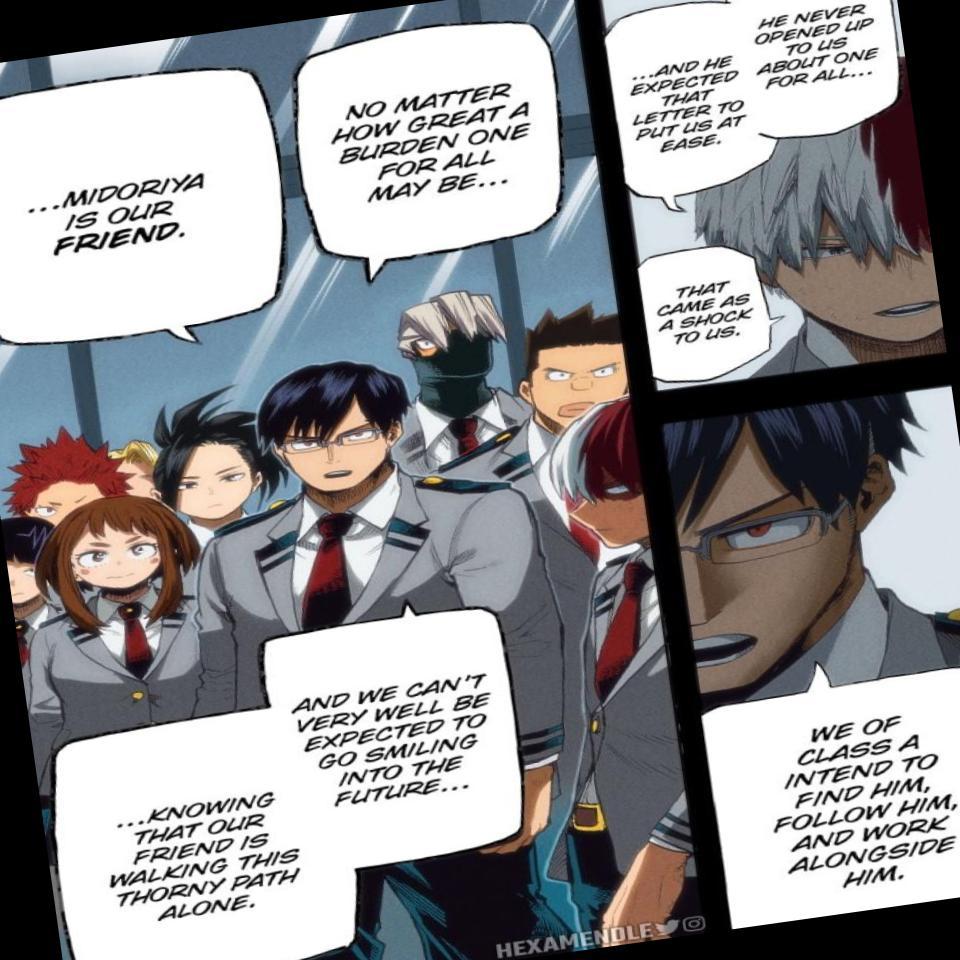 NO MATTER
HOW GREAT A
BURDEN ONE
FOR ALL
MAY BE...
...MIDORIYA
IS OUR
FRIEND.
AND WE CAN'T
VERY WELL BE
EXPECTED TO
GO SMILING
INTO THE
FUTURE...
...KNOWING
THAT OUR
FRIEND IS
WALKING THIS
THORNY PATH
ALONE.
HE NEVER
OPENED UP
TO US
ABOUT ONE
FOR ALL...
...AND HE
EXPECTED
THAT
LETTER TO
PUT US AT
EASE.
THAT
CAME AS
A SHOCK
TO US.
WE OF
CLASS A
INTEND TO
FIND HIM,
FOLLOW HIM,
AND WORK
ALONGSIDE
HIM.
HEXAMENDLE